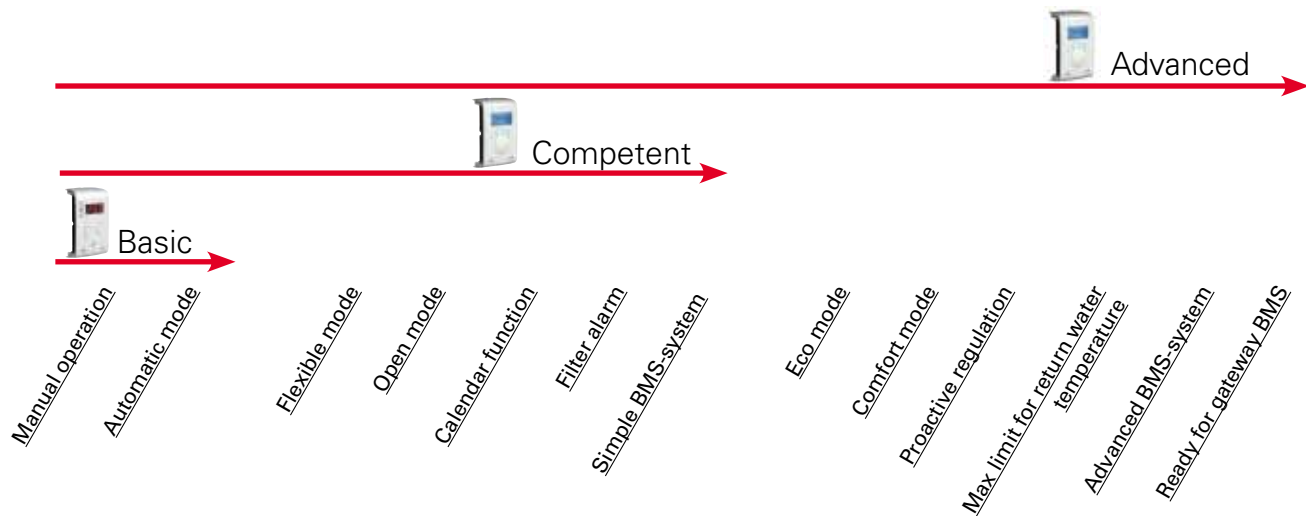 Advanced
Competent
Basic
Manual operation
Automatic mode
Flexible mode
Open mode
Calendar function
Filter alarm
Simple BMS-system
Eco mode
Comfort mode
Proactive regulation
Max limit for return water
temperature
Advanced BMS-system
Ready for gateway BMS